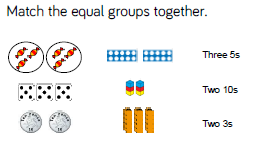 Match the equal groups together.
Three 5s
Two 10s
Two 3s